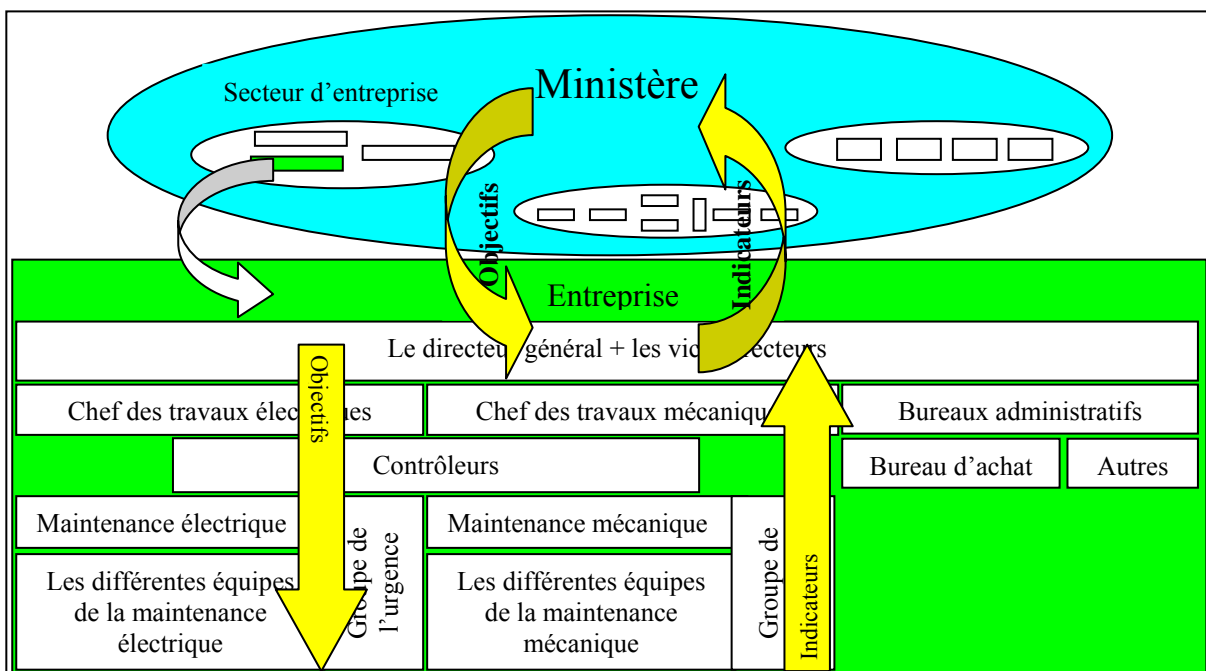 Ministère
Secteur d'entreprise
Objectifs
Indicateurs
Entreprise
Le directeur général + les vice directeurs
Objectifs
Chef des travaux électriques
Chef des travaux mécaniques
Bureaux administratifs
Contrôleurs
Bureau d'achat
Autres
Maintenance électrique
Groupe de
l'urgence
Maintenance mécanique
Groupe de
Indicateurs
Les différentes équipes
de la maintenance
électrique
Les différentes équipes
de la maintenance
mécanique